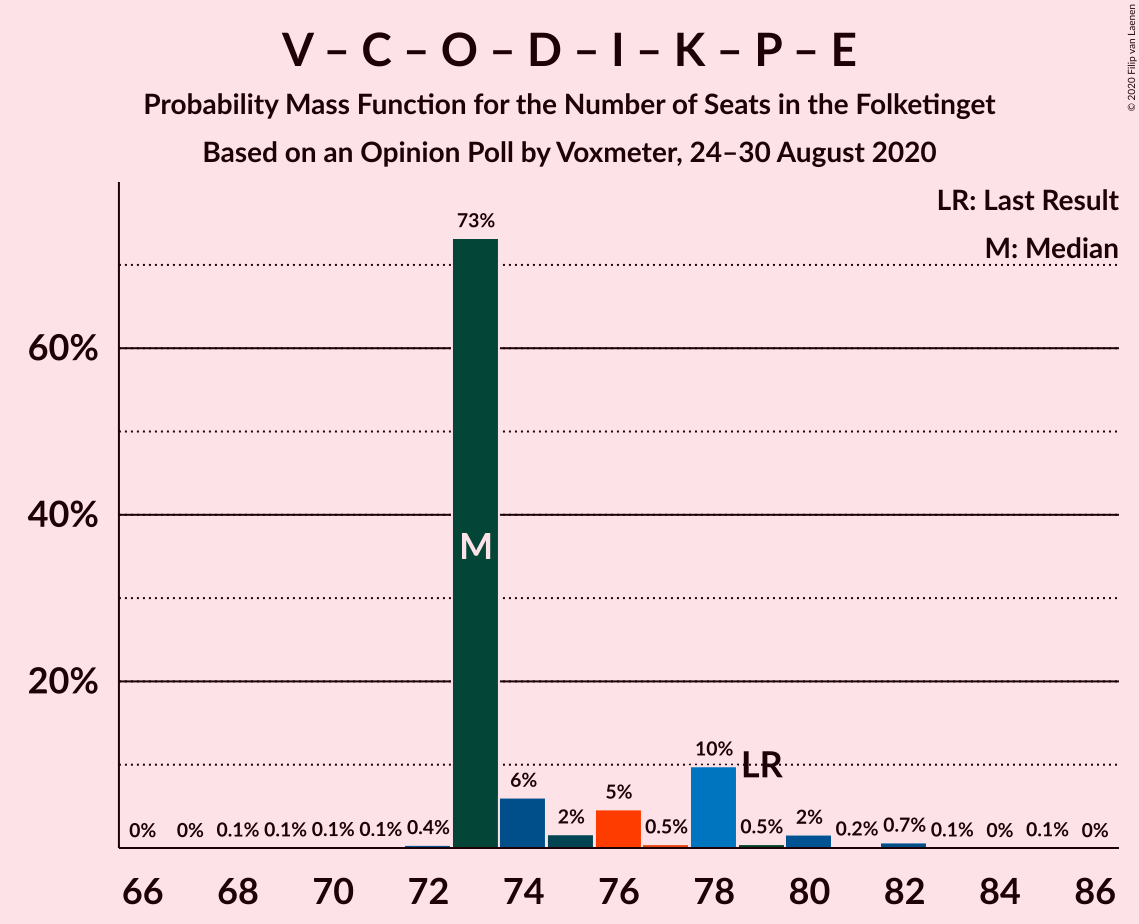 V – C – O – D – I – K – P – E
Probability Mass Function for the Number of Seats in the Folketinget
Based on an Opinion Poll by Voxmeter, 24–30 August 2020
© 2020 Filip van Laenen
LR: Last Result
M: Median
60%
40%
20%
0% 0% 0.1% 0.1% 0.1% 0.1% 0.4% 73% 6% 2% 5% 0.5% 10% 0.5% 2% 0.2% 0.7% 0.1% 0% 0.1% 0%
M
LR
66 68 70 72 74 76 78 80 82 84 86